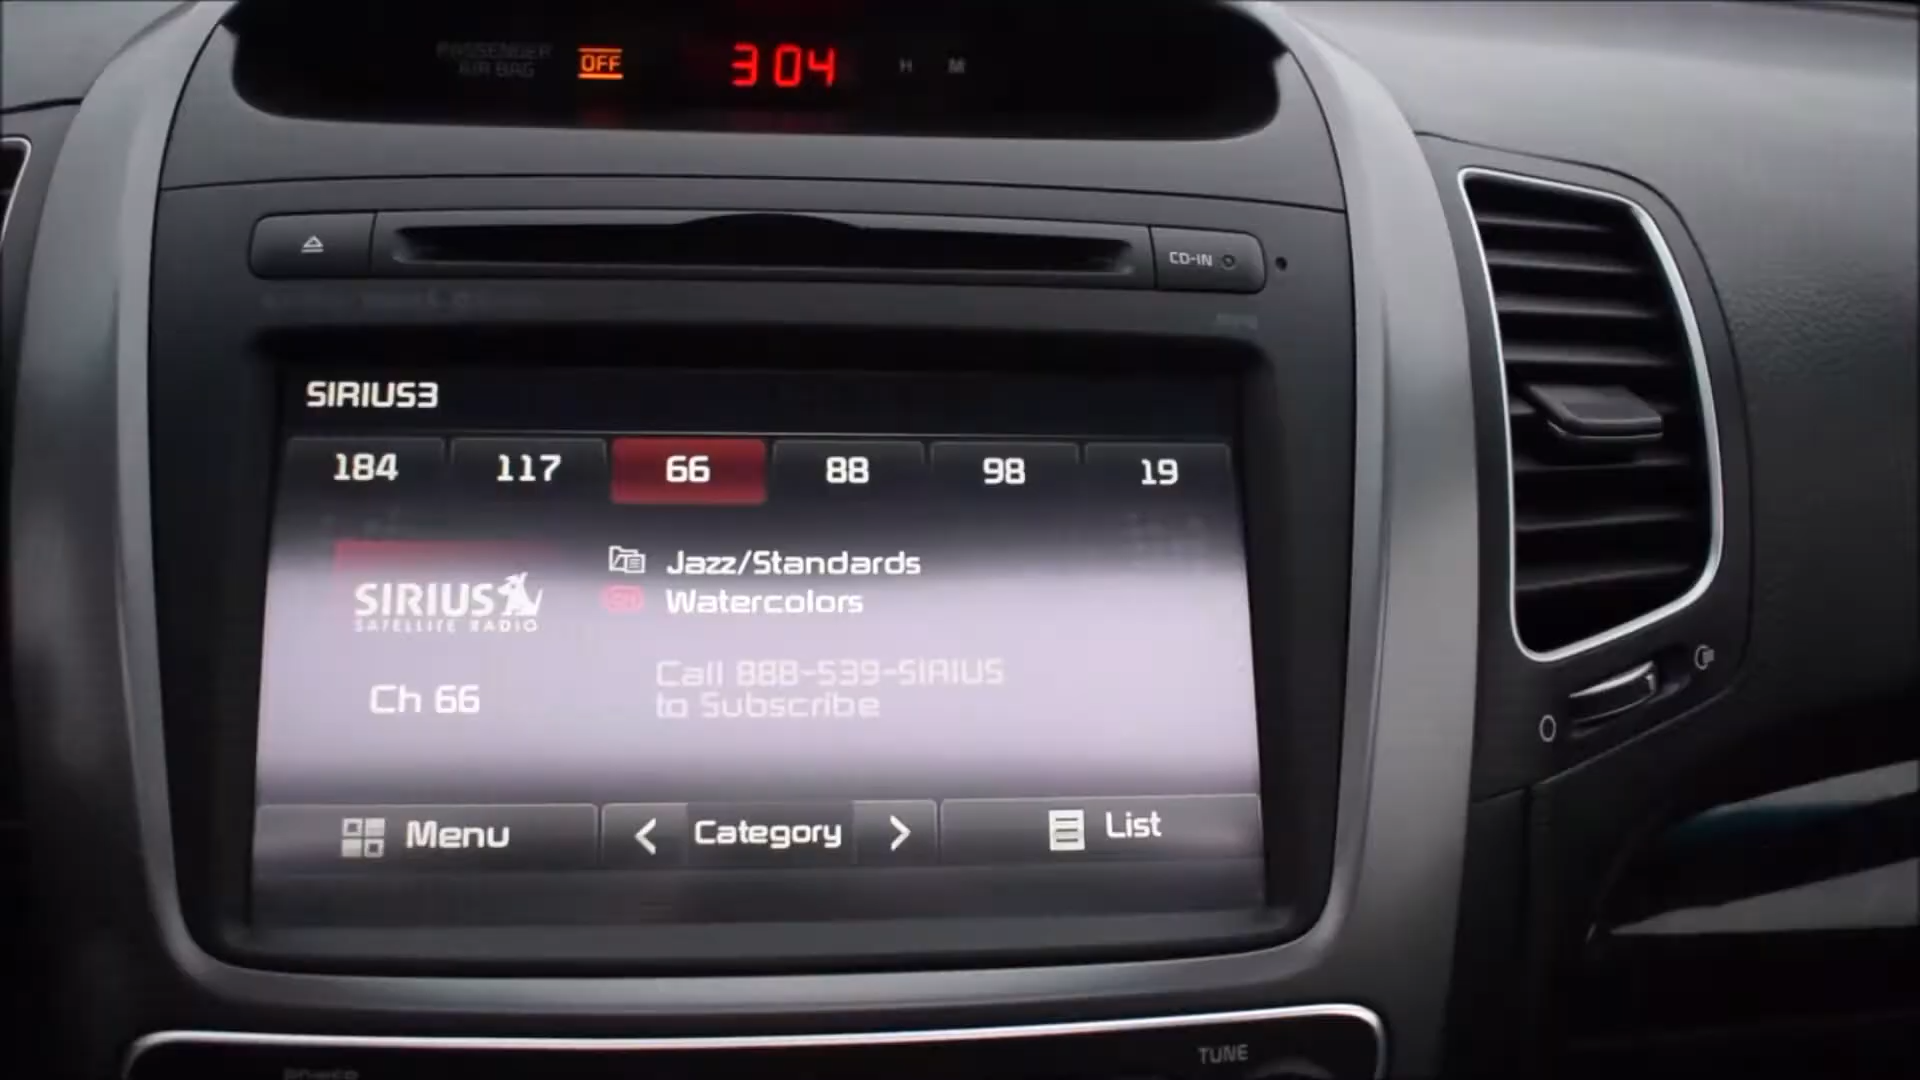 PASSENGER
AIR BAG
OFF
3 04
H M
CD-IN
SIRIUS3
184 117 66 88 98 19
Jazz/Standards
Watercolors
SIRIUS
SATELLITE RADIO
Ch 66
Call 888-539-SIRIUS
to Subscribe
Menu
Category
List
POWER
TUNE